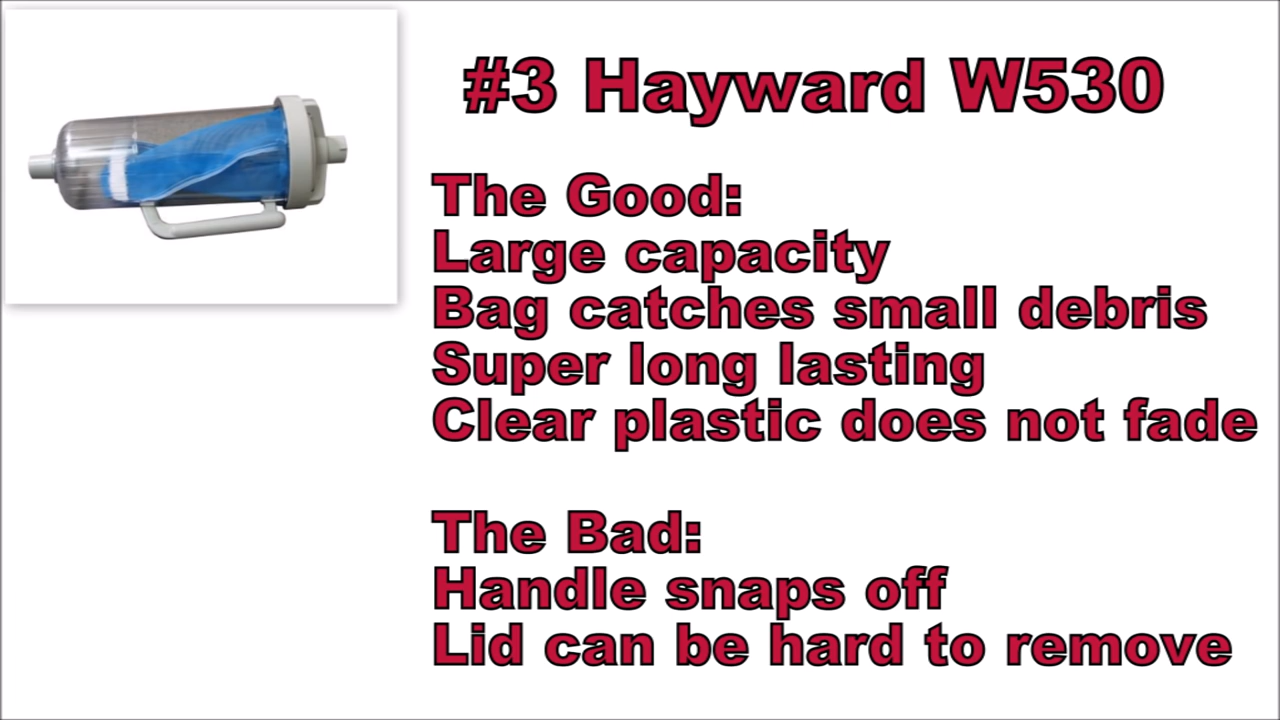 #3 Hayward W530
The Good:
Large capacity
Bag catches small debris
Super long lasting
Clear plastic does not fade
The Bad:
Handle snaps off
Lid can be hard to remove